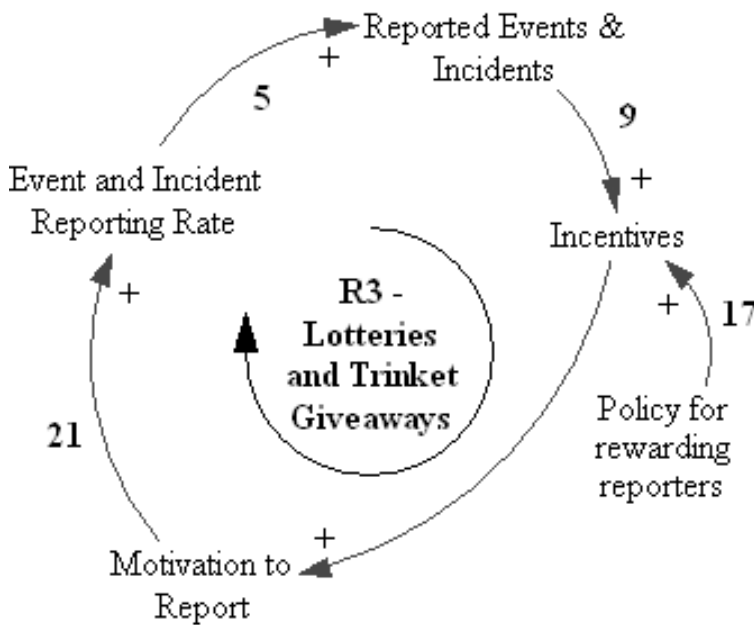 Reported Events &
Incidents
+
5
9
Event and Incident
Reporting Rate
+
Incentives
+
R3 -
Lotteries
and Trinket
Giveaways
+
17
Policy for
rewarding
reporters
21
+
Motivation to
Report